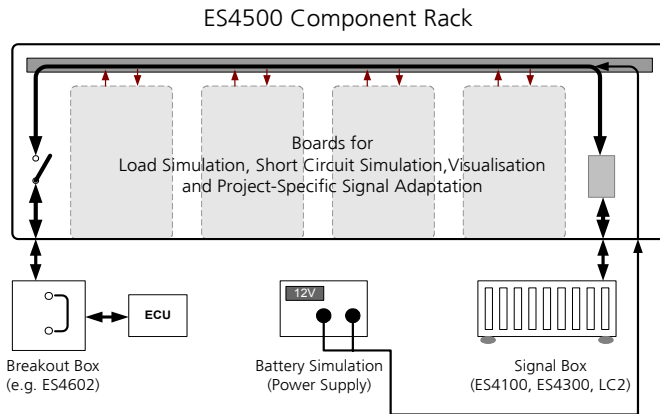 ES4500 Component Rack
Boards for
Load Simulation, Short Circuit Simulation,Visualisation
and Project-Specific Signal Adaptation
12V
ECU
Breakout Box
(e.g. ES4602)
Battery Simulation
(Power Supply)
Signal Box
(ES4100, ES4300, LC2)